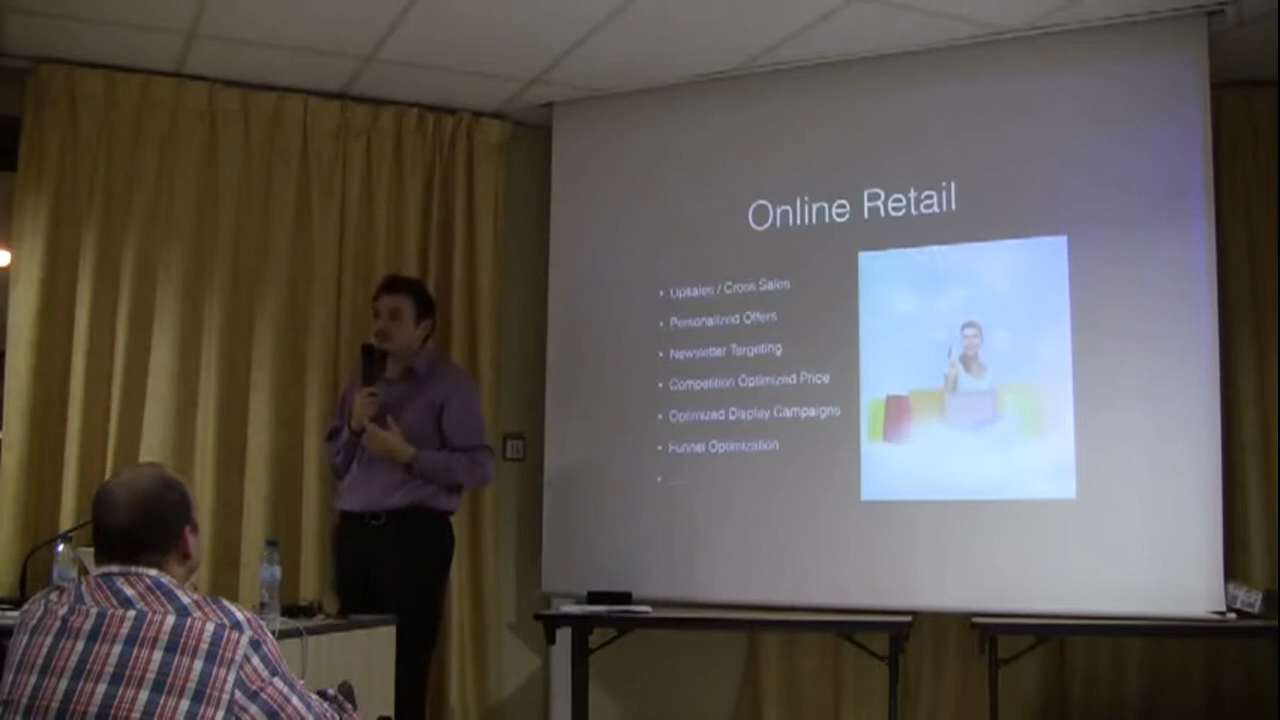 Online Retail
• Upsales / Cross Sales
• Personalized Offers
• Newsletter Targeting
• Competition Optimized Price
• Optimized Display Campaigns
• Funnel Optimization
• ......